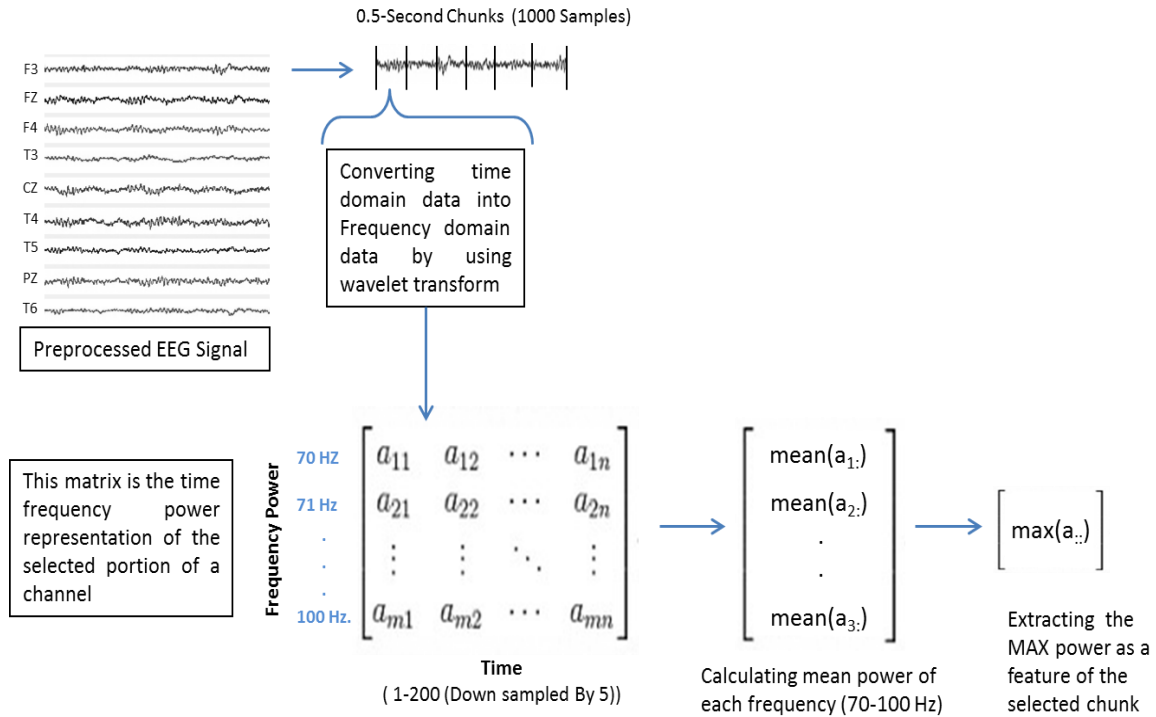 0.5-Second Chunks (1000 Samples)
F3
FZ
F4
T3
CZ
T4
T5
PZ
T6
Preprocessed EEG Signal
Converting time
domain data into
Frequency domain
data by using
wavelet transform
This matrix is the time
frequency power
representation of the
selected portion of a
channel
Frequency Power
70 HZ
71 Hz
.
.
.
100 Hz.
a₁₁ a₁₂ ⋯ a₁ₙ
a₂₁ a₂₂ ⋯ a₂ₙ
⋮ ⋮ ⋱ ⋮
aₘ₁ aₘ₂ ⋯ aₘₙ
Time
( 1-200 (Down sampled By 5))
mean(a₁:)
mean(a₂:)
.
.
mean(a₃:)
Calculating mean power of
each frequency (70-100 Hz)
max(a::)
Extracting the
MAX power as a
feature of the
selected chunk